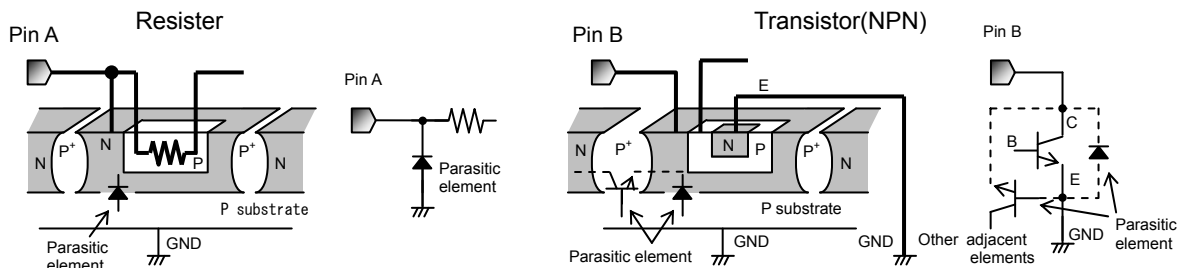 Resister
Pin A
N
P+
N
P
P+
N
Parasitic
element
P substrate
GND
Pin A
Parasitic
element
Transistor(NPN)
Pin B
E
N
P+
N
P
P+
N
P substrate
Parasitic element
GND
GND
Pin B
C
B
E
GND
Parasitic
element
Other adjacent
elements